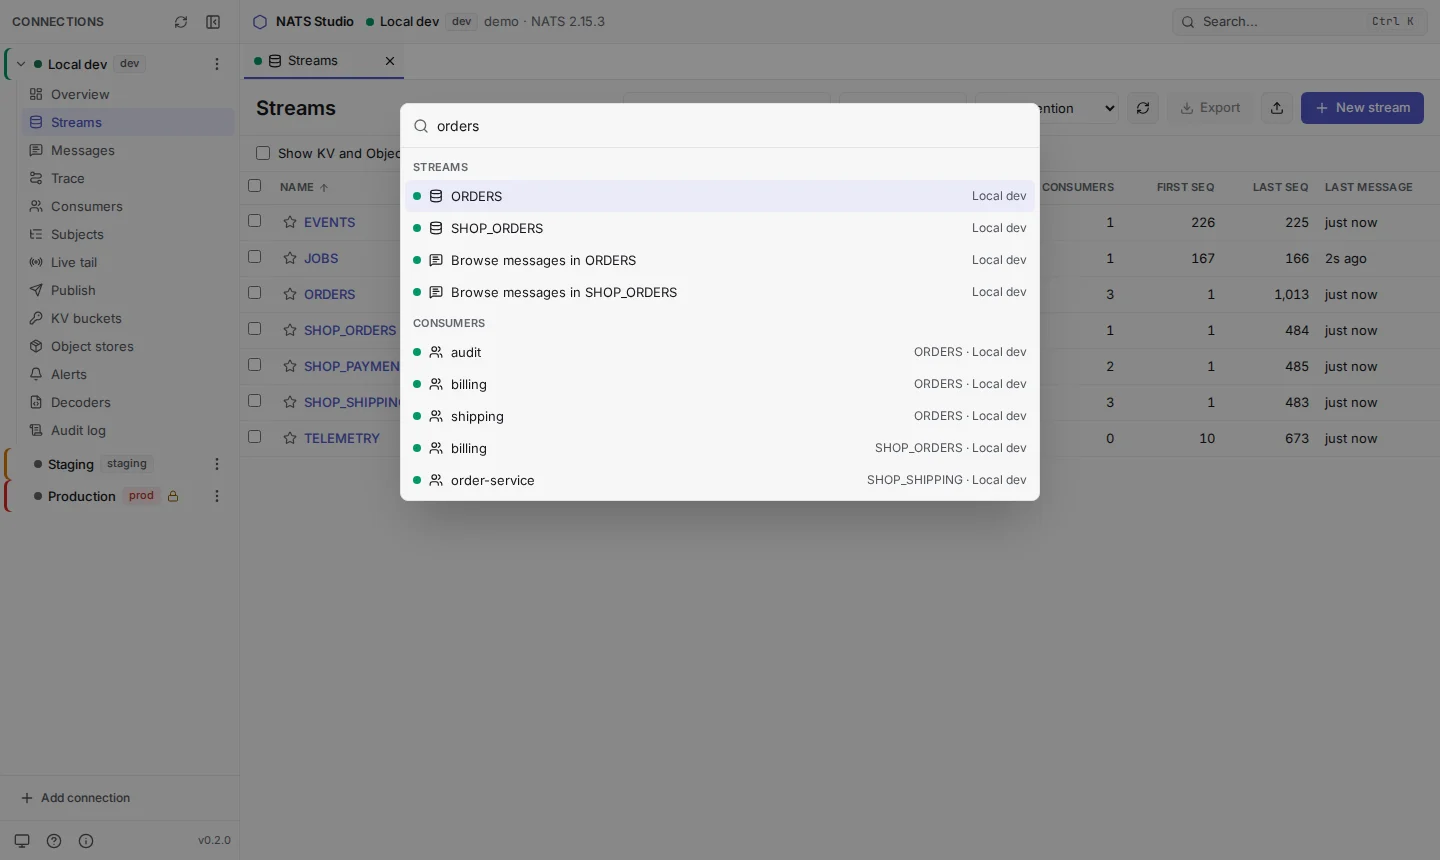 CONNECTIONS
NATS Studio Local dev dev demo · NATS 2.15.3
Search... Ctrl K
Local dev dev
Streams
Overview
Streams
Messages
Trace
Consumers
Subjects
Live tail
Publish
KV buckets
Object stores
Alerts
Decoders
Audit log
Staging staging
Production prod
Add connection
v0.2.0
Streams
Export
New stream
Show KV and
NAME CONSUMERS FIRST SEQ LAST SEQ LAST MESSAGE
EVENTS 1 226 225 just now
JOBS 1 167 166 2s ago
ORDERS 3 1 1,013 just now
SHOP_ORDERS 1 1 484 just now
2 1 485 just now
3 1 483 just now
TELEMETRY 0 10 673 just now
orders
STREAMS
ORDERS Local dev
SHOP_ORDERS Local dev
Browse messages in ORDERS Local dev
Browse messages in SHOP_ORDERS Local dev
CONSUMERS
audit ORDERS · Local dev
billing ORDERS · Local dev
shipping ORDERS · Local dev
billing SHOP_ORDERS · Local dev
order-service SHOP_SHIPPING · Local dev